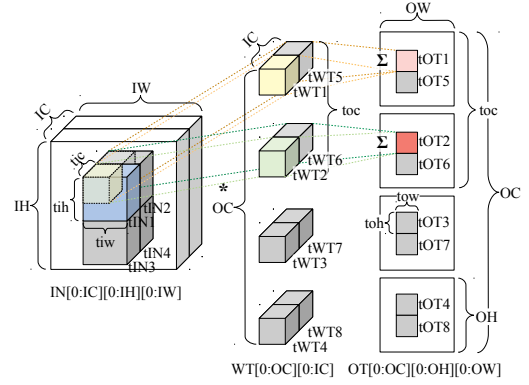 IC
IW
IC
tic
IH
tih
tiw
tIN2
tIN1
tIN4
tIN3
IN[0:IC][0:IH][0:IW]
*
IC
OC
tWT5
tWT1
toc
tWT6
tWT2
tWT7
tWT3
tWT8
tWT4
WT[0:OC][0:IC]
OW
Σ
tOT1
tOT5
toc
Σ
tOT2
tOT6
OC
tow
toh
tOT3
tOT7
tOT4
tOT8
OH
OT[0:OC][0:OH][0:OW]